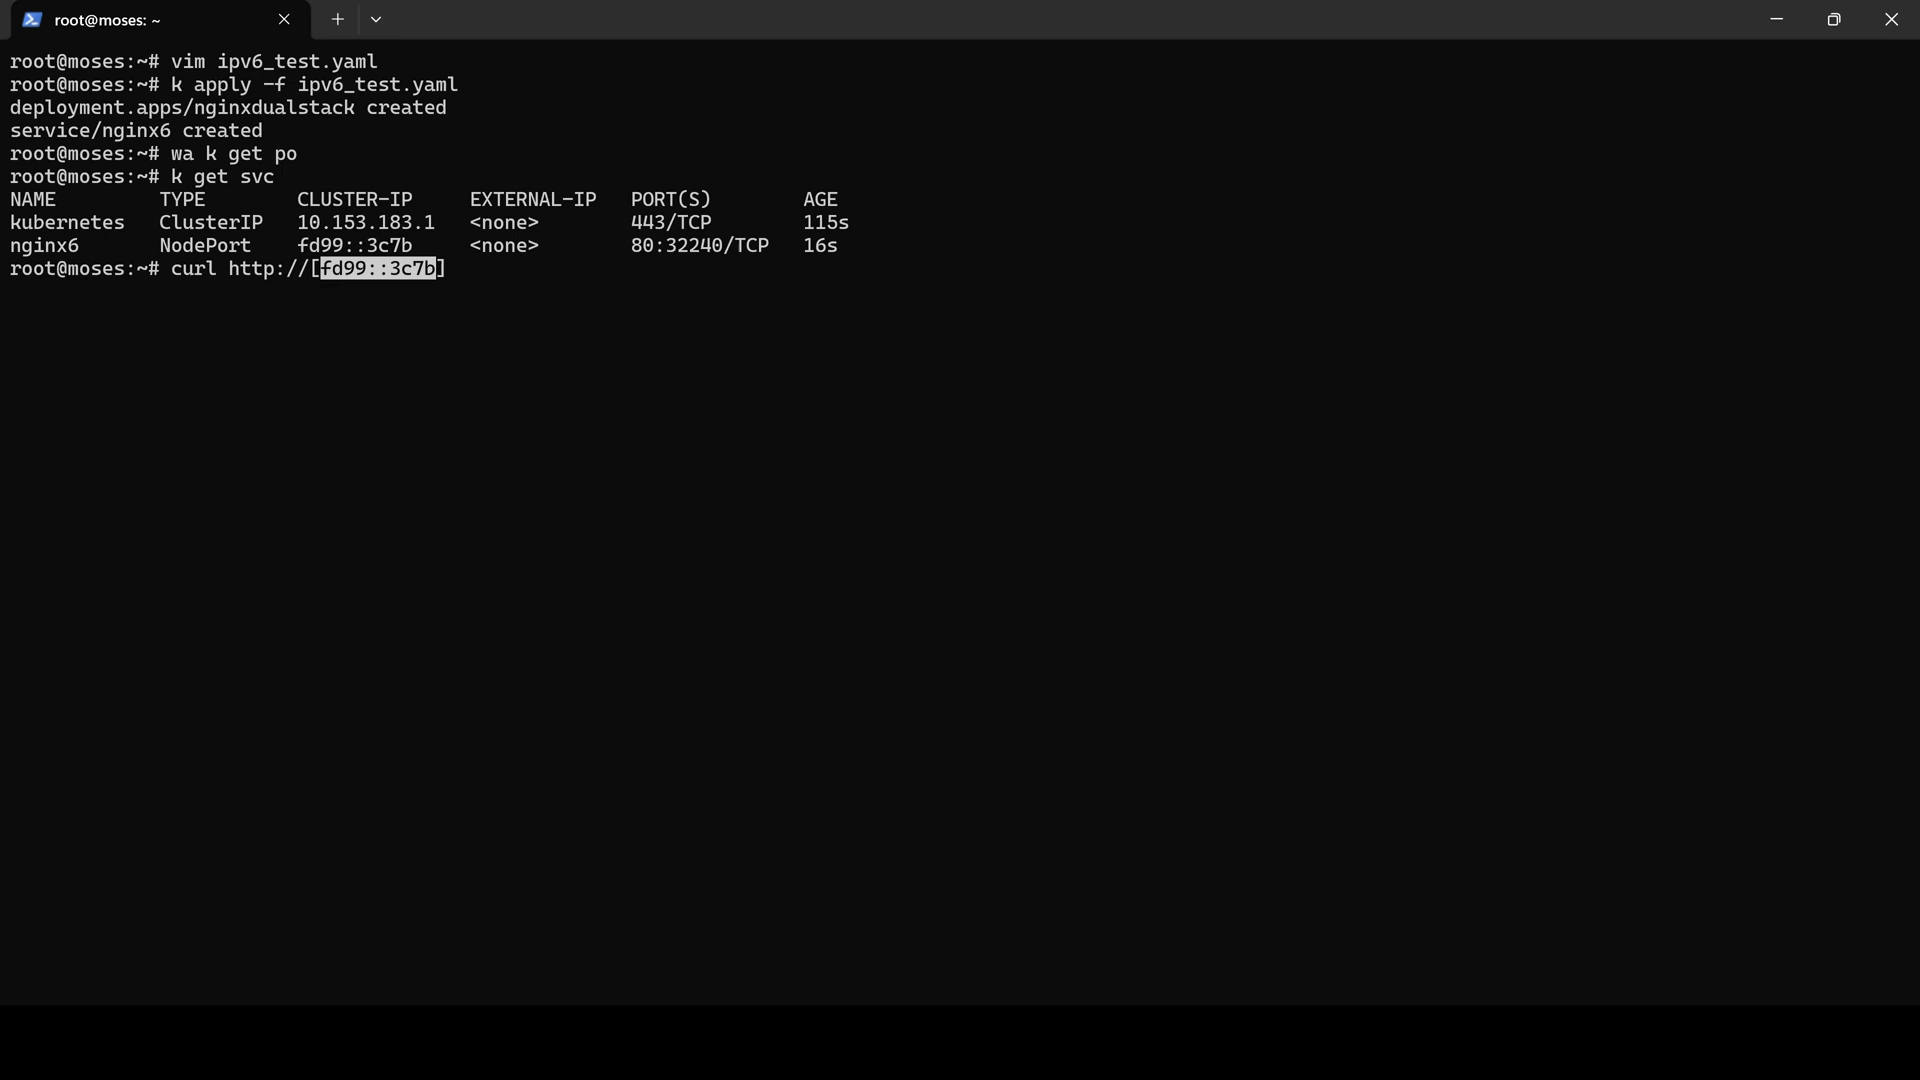 root@moses: ~
root@moses:~# vim ipv6_test.yaml
root@moses:~# k apply -f ipv6_test.yaml
deployment.apps/nginxdualstack created
service/nginx6 created
root@moses:~# wa k get po
root@moses:~# k get svc
NAME         TYPE        CLUSTER-IP     EXTERNAL-IP   PORT(S)        AGE
kubernetes   ClusterIP   10.153.183.1   <none>        443/TCP        115s
nginx6       NodePort    fd99::3c7b     <none>        80:32240/TCP   16s
root@moses:~# curl http://[fd99::3c7b]